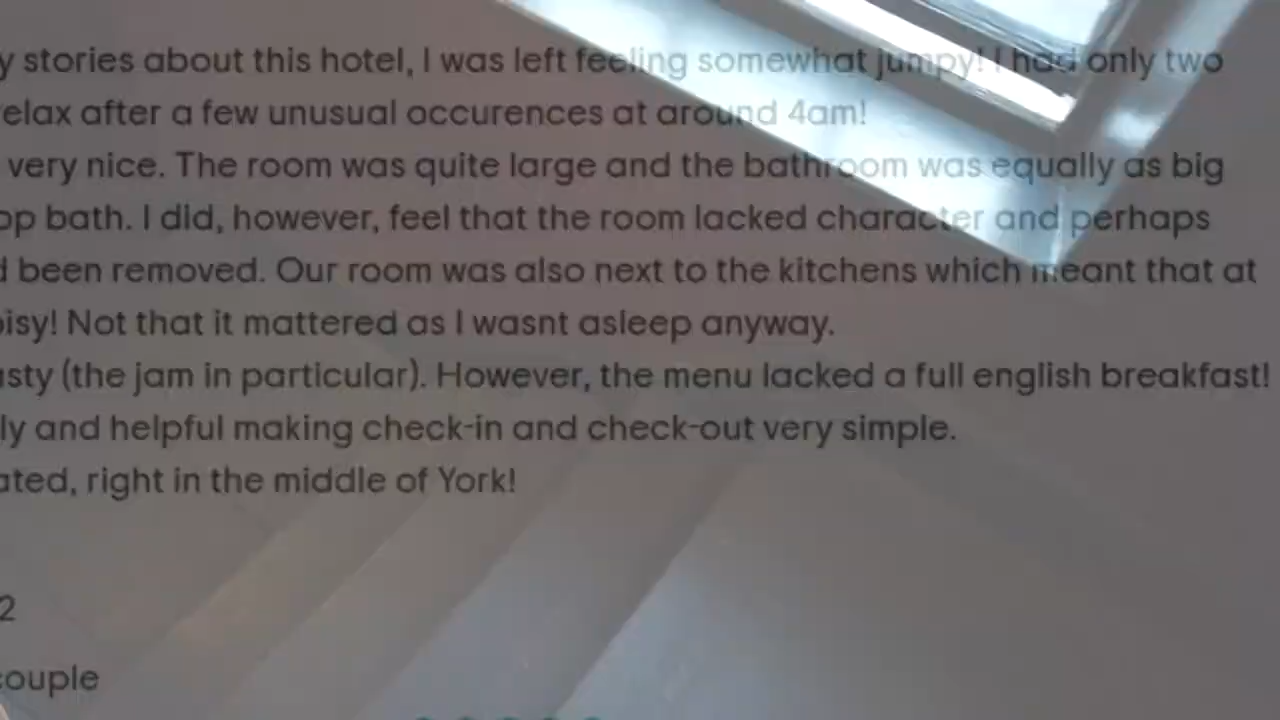 y stories about this hotel, I was left feeling somewhat jumpy! I had only two
elax after a few unusual occurences at around 4am!
very nice. The room was quite large and the bathroom was equally as big
op bath. I did, however, feel that the room lacked character and perhaps
been removed. Our room was also next to the kitchens which meant that at
oisy! Not that it mattered as I wasnt asleep anyway.
asty (the jam in particular). However, the menu lacked a full english breakfast!
ly and helpful making check-in and check-out very simple.
ated, right in the middle of York!
2
couple